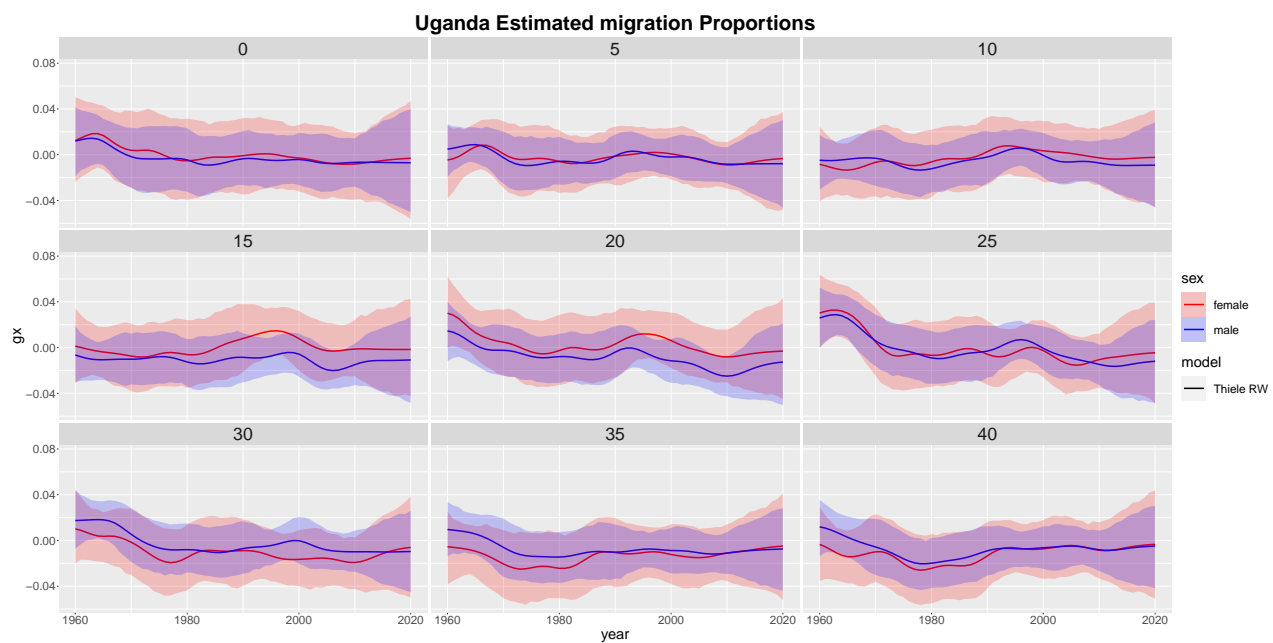 Uganda Estimated migration Proportions
0 5 10
0.08
0.04
0.00
−0.04
15 20 25
0.08
0.04
0.00
−0.04
30 35 40
0.08
0.04
0.00
−0.04
1960 1980 2000 2020 1960 1980 2000 2020 1960 1980 2000 2020
year
gx
sex
female
male
model
Thiele RW